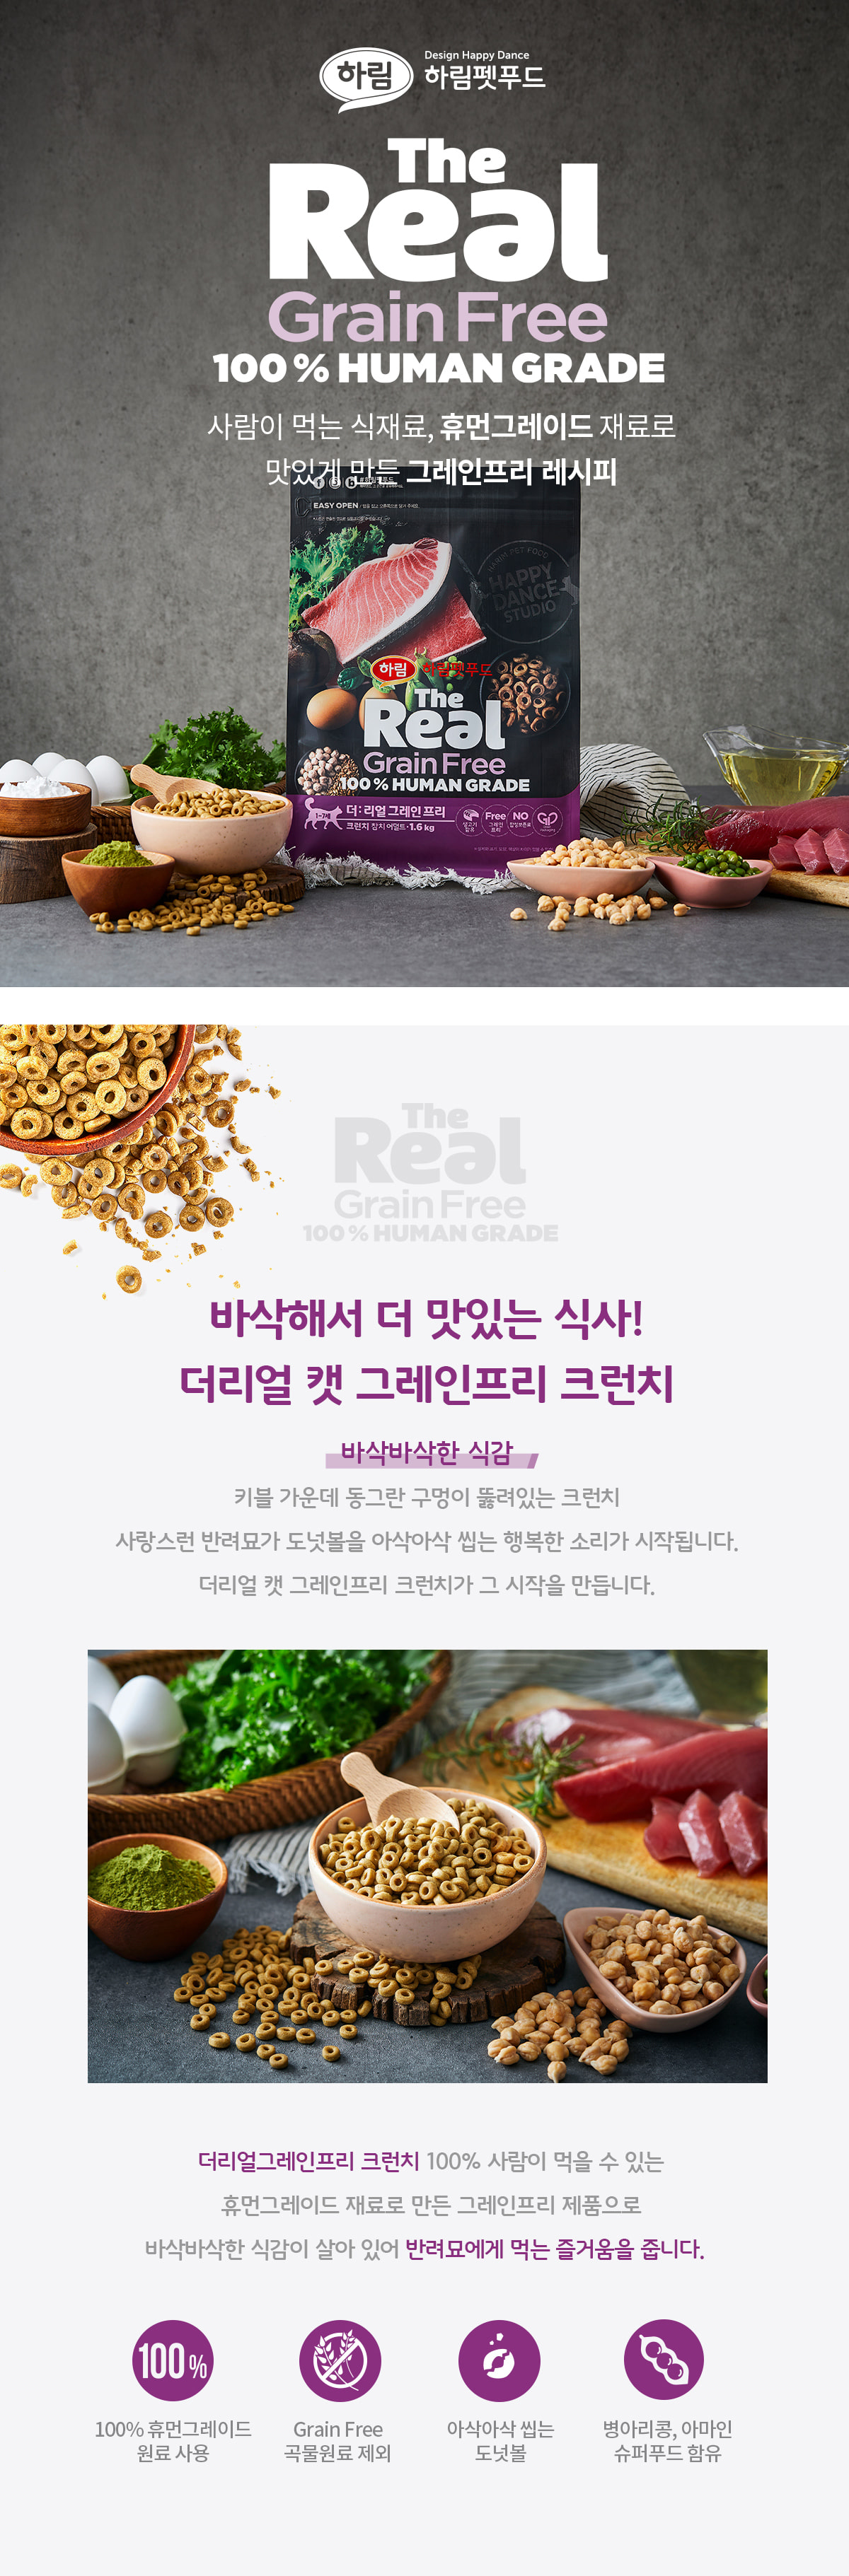 하림
Design Happy Dance
하림펫푸드
The
Real
Grain Free
100 % HUMAN GRADE
사람이 먹는 식재료, 휴먼그레이드 재료로
맛있게 만든 그레인프리 레시피
EASY OPEN
HARIM PET FOOD
HAPPY
DANCE
STUDIO
하림 하림펫푸드
The
Real
Grain Free
100 % HUMAN GRADE
더:리얼 그레인 프리
크런치 참치 어덜트 · 1.6 kg
닭고기
Free
그레인
프리
NO
The
Real
Grain Free
100 % HUMAN GRADE
바삭해서 더 맛있는 식사!
더리얼 캣 그레인프리 크런치
바삭바삭한 식감
키블 가운데 동그란 구멍이 뚫려있는 크런치
사랑스런 반려묘가 도넛볼을 아삭아삭 씹는 행복한 소리가 시작됩니다.
더리얼 캣 그레인프리 크런치가 그 시작을 만듭니다.
더리얼그레인프리 크런치 100% 사람이 먹을 수 있는
휴먼그레이드 재료로 만든 그레인프리 제품으로
바삭바삭한 식감이 살아 있어 반려묘에게 먹는 즐거움을 줍니다.
100 %
100% 휴먼그레이드
원료 사용
Grain Free
곡물원료 제외
아삭아삭 씹는
도넛볼
병아리콩, 아마인
슈퍼푸드 함유